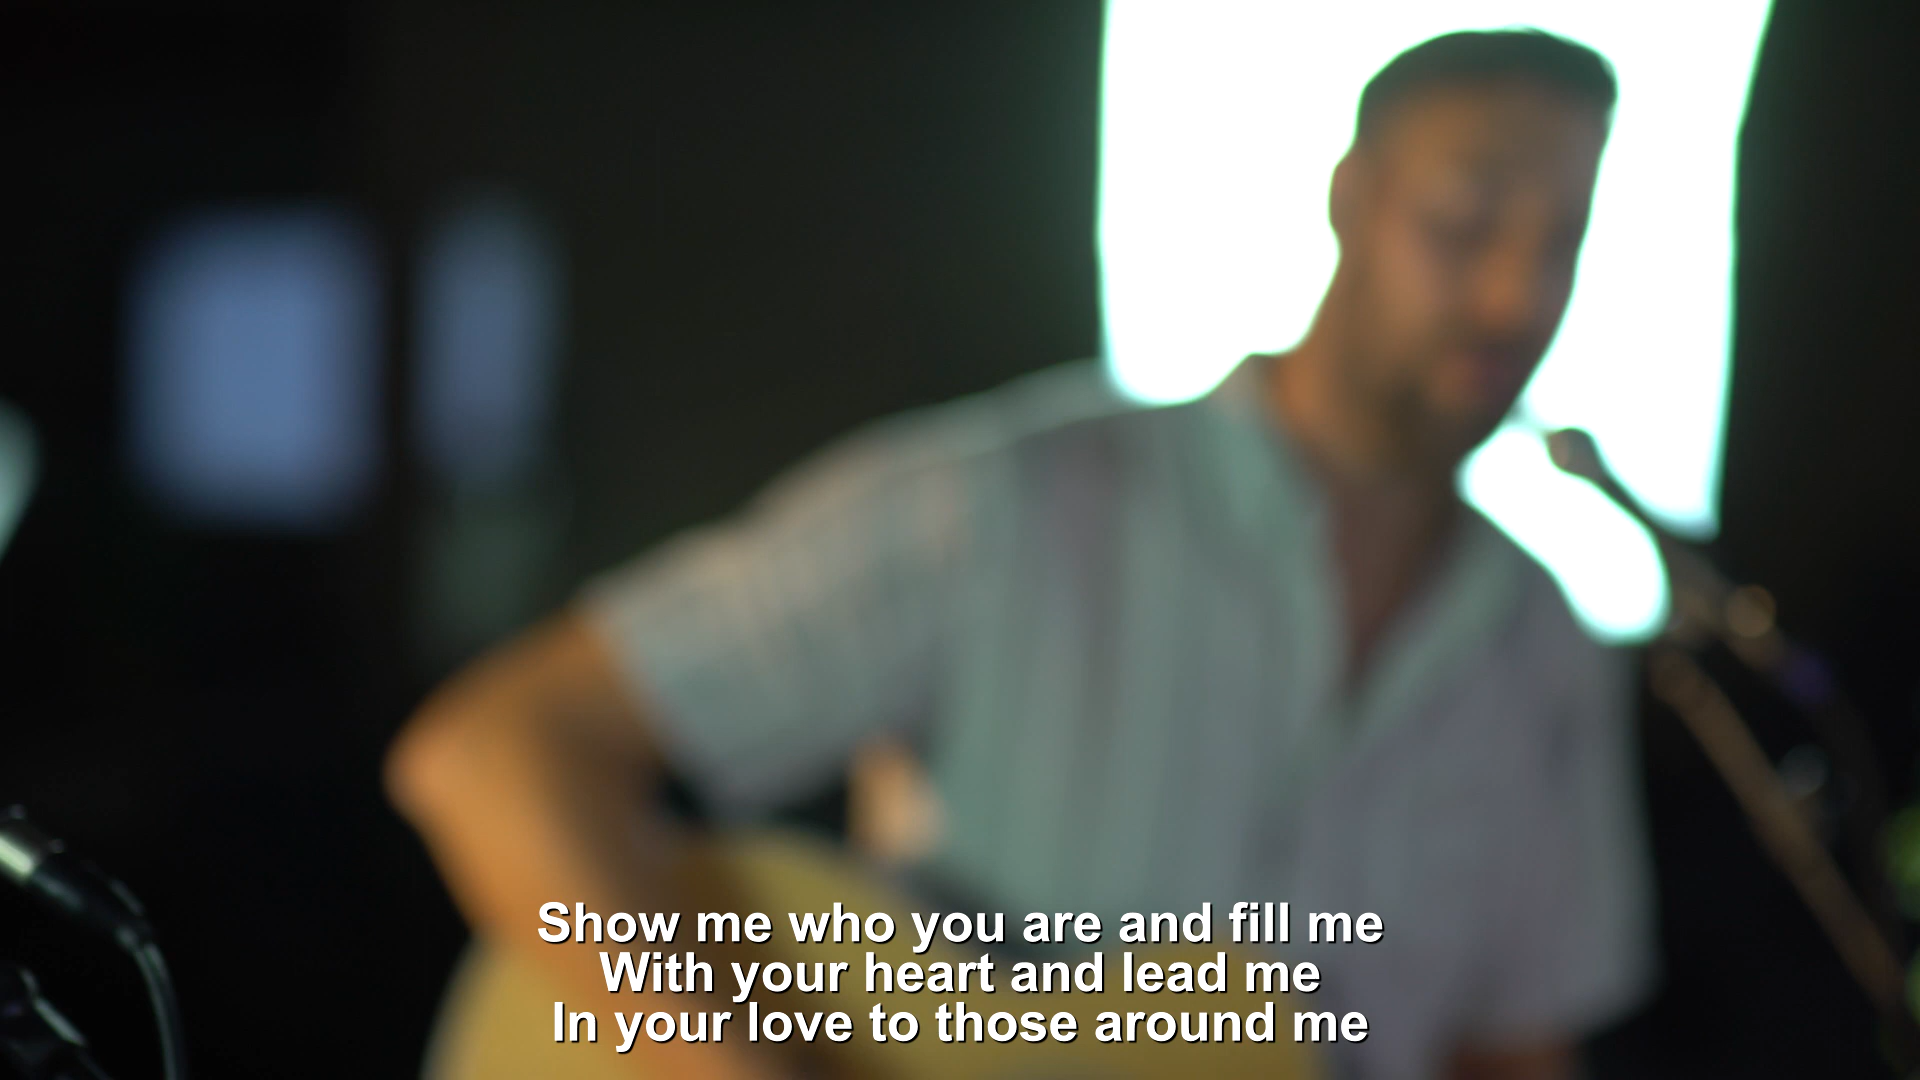 Show me who you are and fill me
With your heart and lead me
In your love to those around me